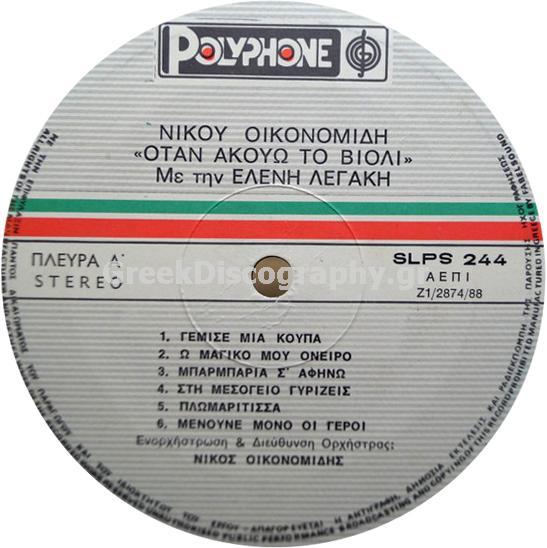 POLYPHONE
ΝΙΚΟΥ ΟΙΚΟΝΟΜΙΔΗ
«ΟΤΑΝ ΑΚΟΥΩ ΤΟ ΒΙΟΛΙ»
Με την ΕΛΕΝΗ ΛΕΓΑΚΗ
ΠΛΕΥΡΑ Α΄
STEREO
GreekDiscography.gr
SLPS 244
ΑΕΠΙ
Z1/2874/88
1. ΓΕΜΙΣΕ ΜΙΑ ΚΟΥΠΑ
2. Ω ΜΑΓΙΚΟ ΜΟΥ ΟΝΕΙΡΟ
3. ΜΠΑΡΜΠΑΡΙΑ Σ' ΑΦΗΝΩ
4. ΣΤΗ ΜΕΣΟΓΕΙΟ ΓΥΡΙΖΕΙΣ
5. ΠΛΩΜΑΡΙΤΙΣΣΑ
6. ΜΕΝΟΥΝΕ ΜΟΝΟ ΟΙ ΓΕΡΟΙ
Ενορχήστρωση & Διεύθυνση Ορχήστρας:
ΝΙΚΟΣ ΟΙΚΟΝΟΜΙΔΗΣ